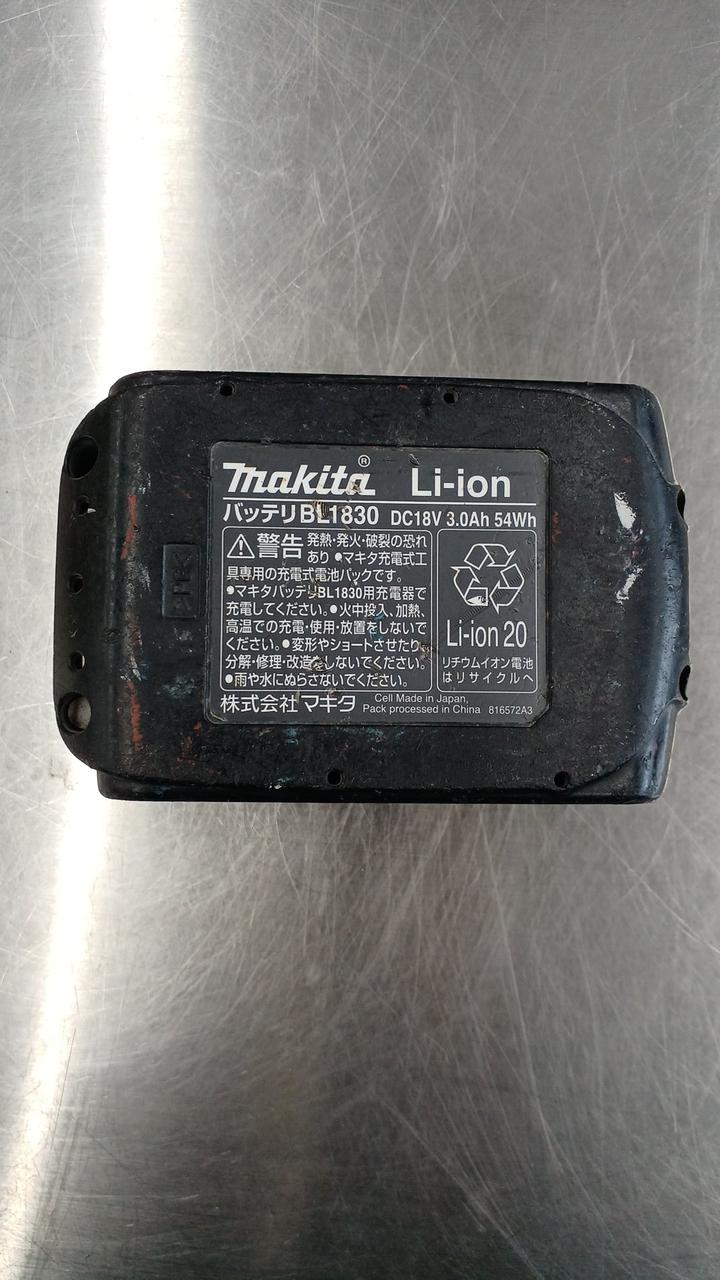 makita® Li-ion
バッテリBL1830 DC18V 3.0Ah 54Wh
警告 発熱・発火・破裂の恐れ
あり ●マキタ充電式工
具専用の充電式電池パックです。
●マキタバッテリBL1830用充電器で
充電してください。●火中投入、加熱、
高温での充電・使用・放置をしないで
ください。●変形やショートさせたり、
分解・修理・改造をしないでください。
●雨や水にぬらさないでください。
Li-ion 20
リチウムイオン電池
はリサイクルへ
株式会社 マキタ
Cell Made in Japan,
Pack processed in China 816572A3